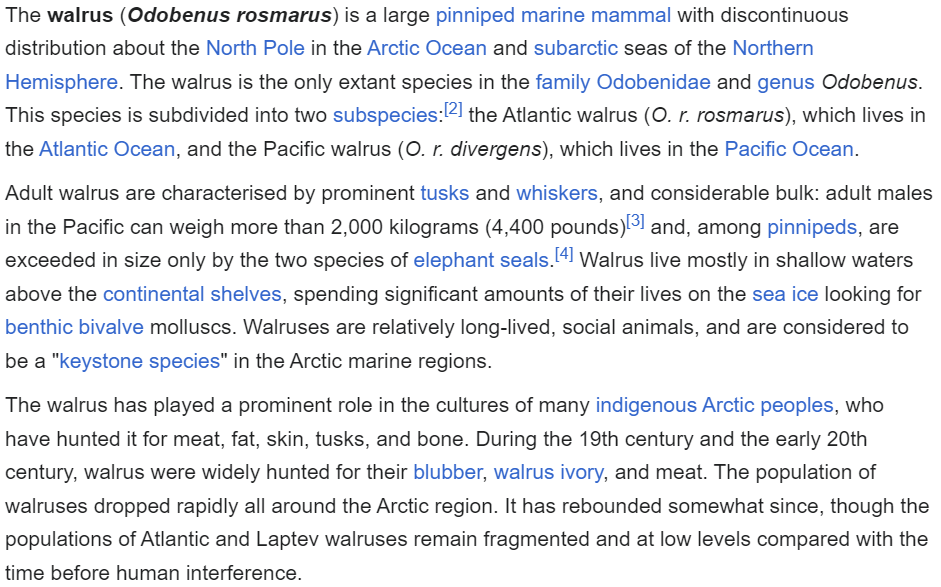 The walrus (Odobenus rosmarus) is a large pinniped marine mammal with discontinuous
distribution about the North Pole in the Arctic Ocean and subarctic seas of the Northern
Hemisphere. The walrus is the only extant species in the family Odobenidae and genus Odobenus.
This species is subdivided into two subspecies:[2] the Atlantic walrus (O. r. rosmarus), which lives in
the Atlantic Ocean, and the Pacific walrus (O. r. divergens), which lives in the Pacific Ocean.
Adult walrus are characterised by prominent tusks and whiskers, and considerable bulk: adult males
in the Pacific can weigh more than 2,000 kilograms (4,400 pounds)[3] and, among pinnipeds, are
exceeded in size only by the two species of elephant seals.[4] Walrus live mostly in shallow waters
above the continental shelves, spending significant amounts of their lives on the sea ice looking for
benthic bivalve molluscs. Walruses are relatively long-lived, social animals, and are considered to
be a "keystone species" in the Arctic marine regions.
The walrus has played a prominent role in the cultures of many indigenous Arctic peoples, who
have hunted it for meat, fat, skin, tusks, and bone. During the 19th century and the early 20th
century, walrus were widely hunted for their blubber, walrus ivory, and meat. The population of
walruses dropped rapidly all around the Arctic region. It has rebounded somewhat since, though the
populations of Atlantic and Laptev walruses remain fragmented and at low levels compared with the
time before human interference.